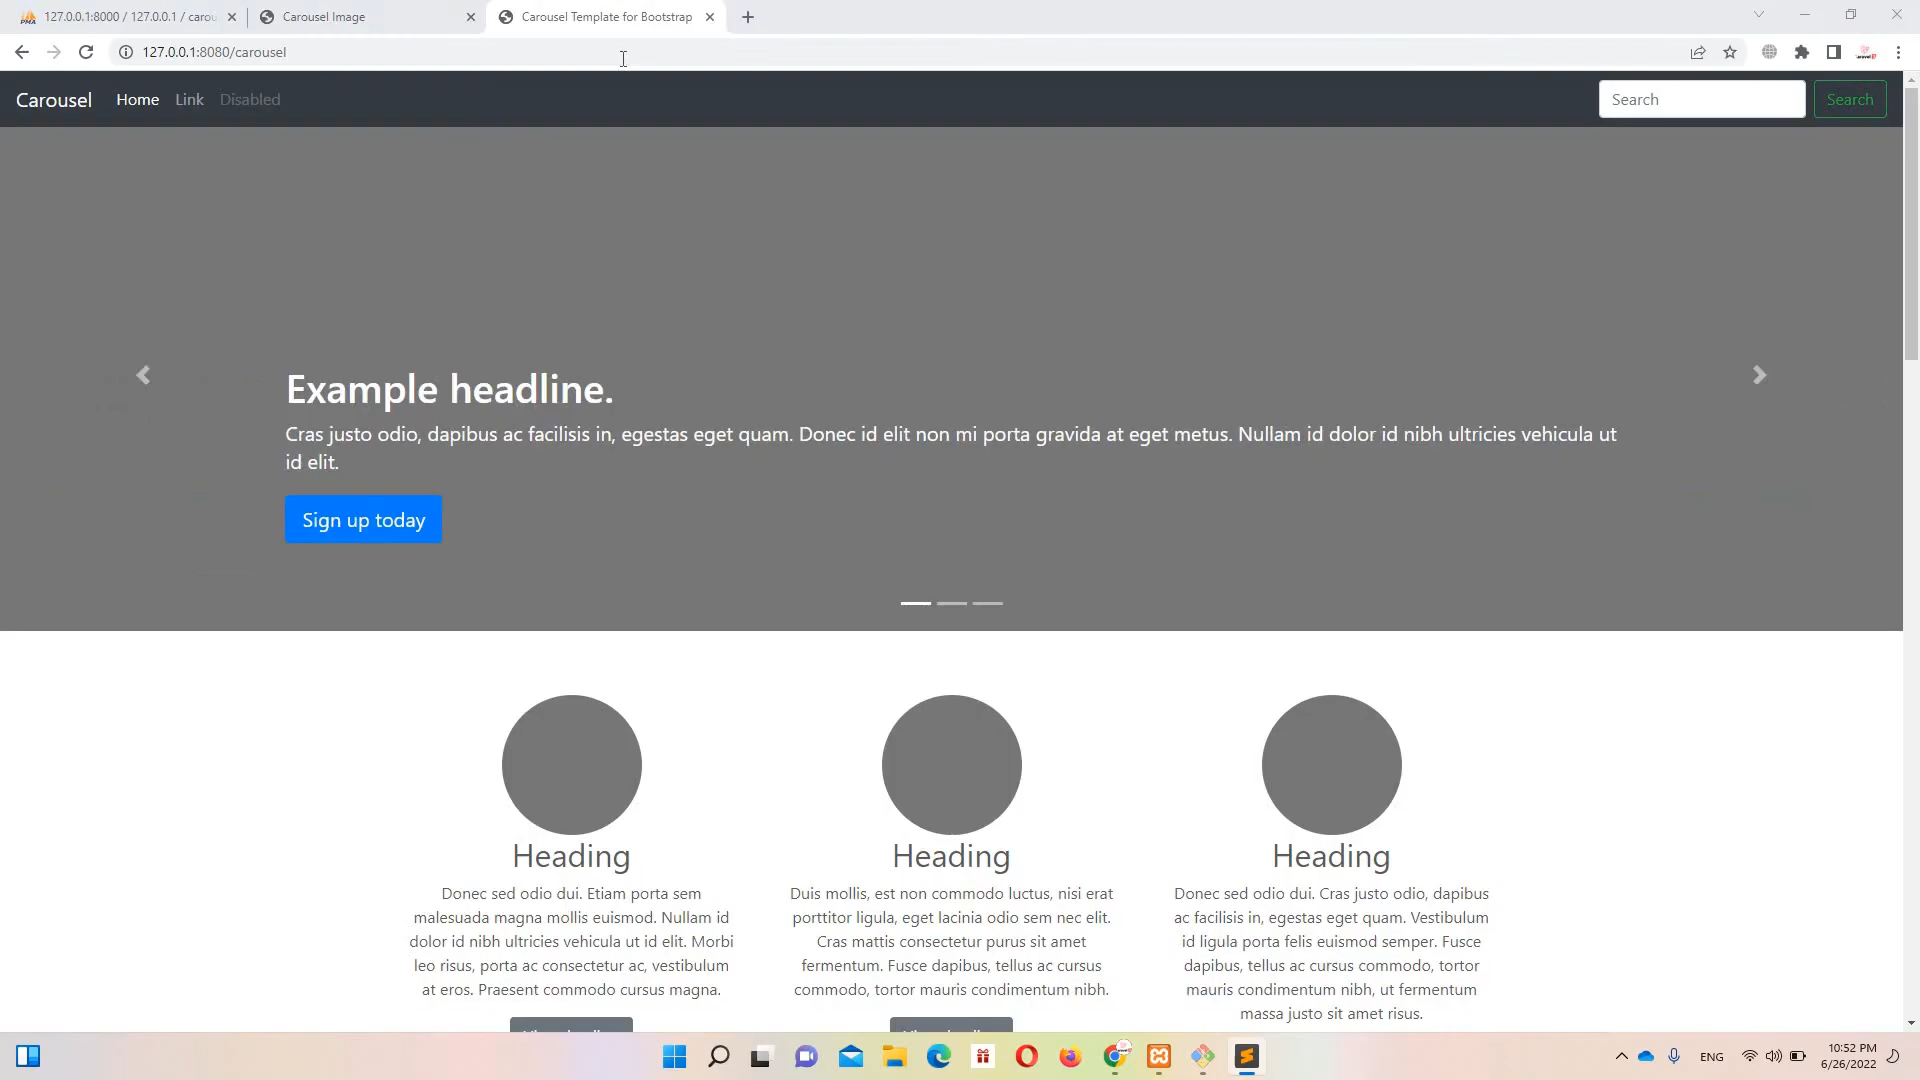 127.0.0.1:8000 / 127.0.0.1 / carou
Carousel Image
Carousel Template for Bootstrap
127.0.0.1:8080/carousel
Carousel
Home
Link
Disabled
Search
Search
Example headline.
Cras justo odio, dapibus ac facilisis in, egestas eget quam. Donec id elit non mi porta gravida at eget metus. Nullam id dolor id nibh ultricies vehicula ut
id elit.
Sign up today
Heading
Donec sed odio dui. Etiam porta sem
malesuada magna mollis euismod. Nullam id
dolor id nibh ultricies vehicula ut id elit. Morbi
leo risus, porta ac consectetur ac, vestibulum
at eros. Praesent commodo cursus magna.
Heading
Duis mollis, est non commodo luctus, nisi erat
porttitor ligula, eget lacinia odio sem nec elit.
Cras mattis consectetur purus sit amet
fermentum. Fusce dapibus, tellus ac cursus
commodo, tortor mauris condimentum nibh.
Heading
Donec sed odio dui. Cras justo odio, dapibus
ac facilisis in, egestas eget quam. Vestibulum
id ligula porta felis euismod semper. Fusce
dapibus, tellus ac cursus commodo, tortor
mauris condimentum nibh, ut fermentum
massa justo sit amet risus.
ENG
10:52 PM
6/26/2022